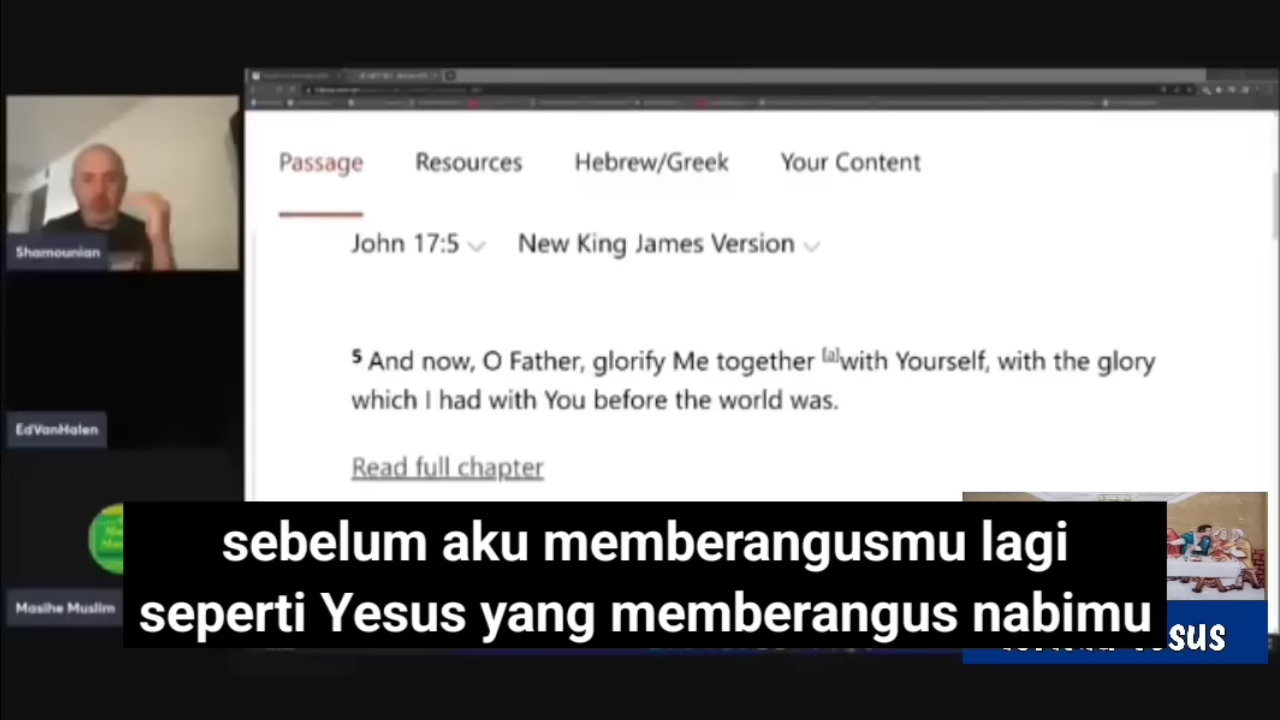 Passage
Resources
Hebrew/Greek
Your Content
Shamounian
John 17:5
New King James Version
5 And now, O Father, glorify Me together [a]with Yourself, with the glory
which I had with You before the world was.
EdVanHalen
Read full chapter
sebelum aku memberangusmu lagi
seperti Yesus yang memberangus nabimu
Masihe Muslim